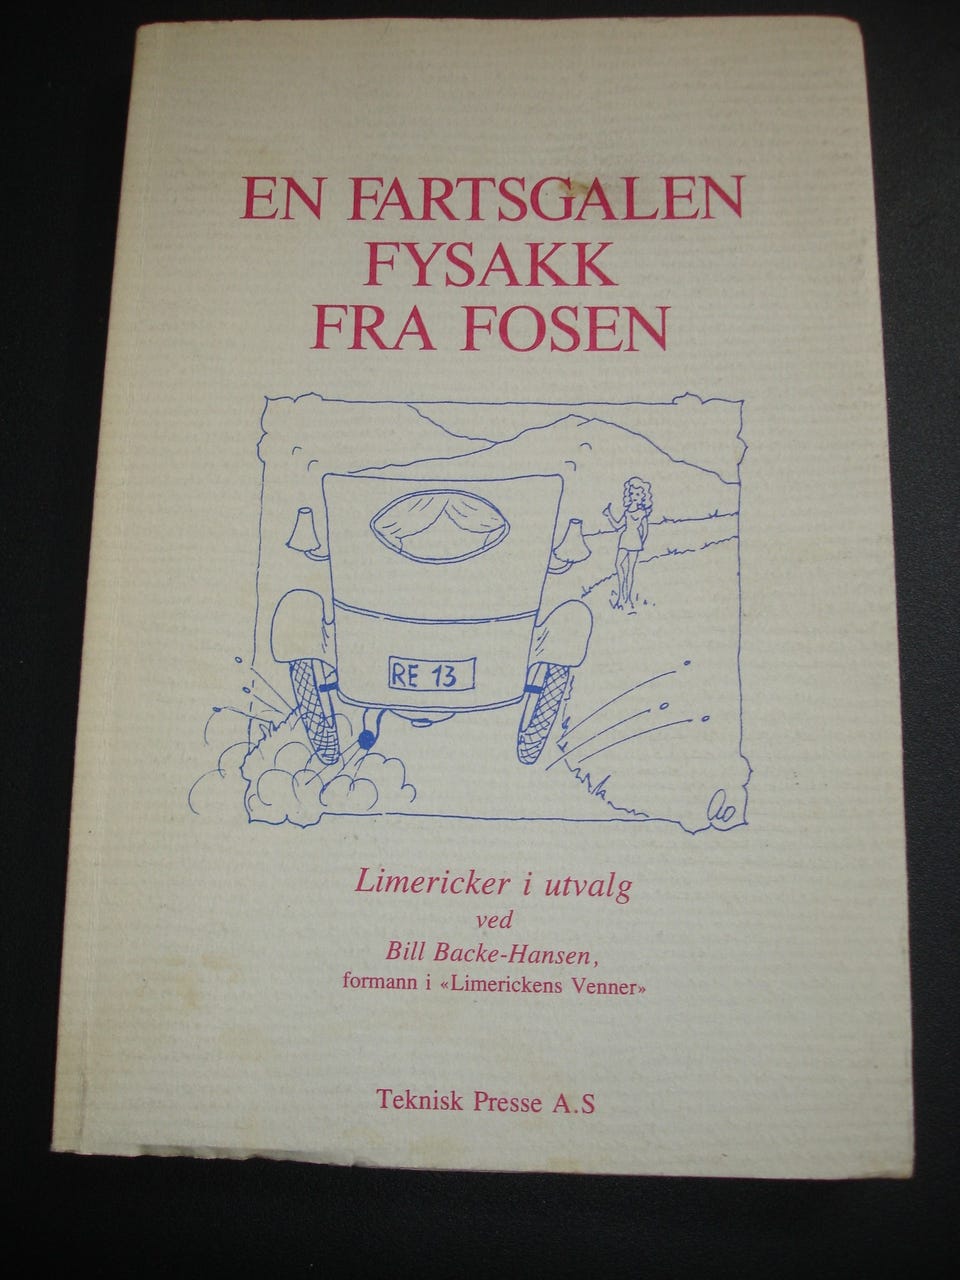 EN FARTSGALEN
FYSAKK
FRA FOSEN
RE 13
Limericker i utvalg
ved
Bill Backe-Hansen,
formann i «Limerickens Venner»
Teknisk Presse A.S